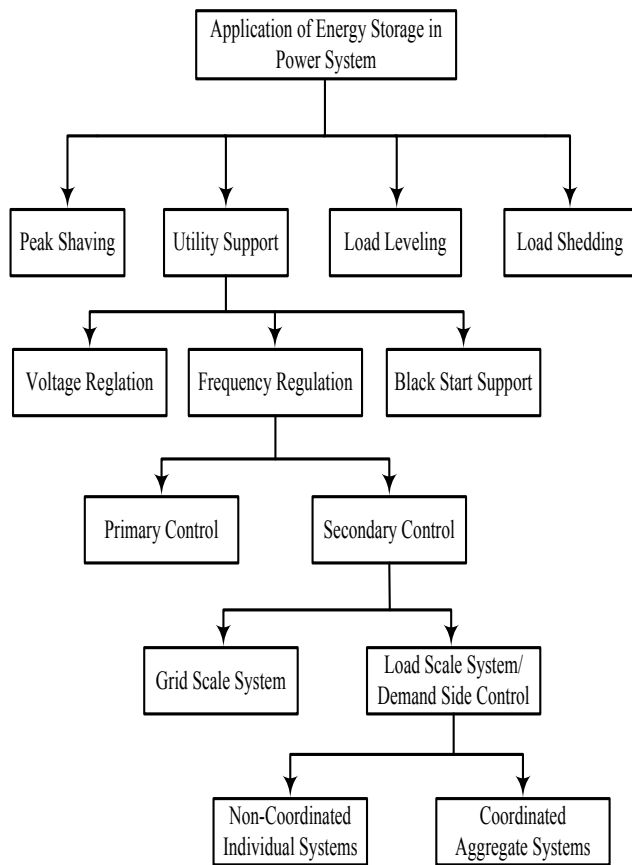 Application of Energy Storage in
Power System
Peak Shaving
Utility Support
Load Leveling
Load Shedding
Voltage Reglation
Frequency Regulation
Black Start Support
Primary Control
Secondary Control
Grid Scale System
Load Scale System/
Demand Side Control
Non-Coordinated
Individual Systems
Coordinated
Aggregate Systems